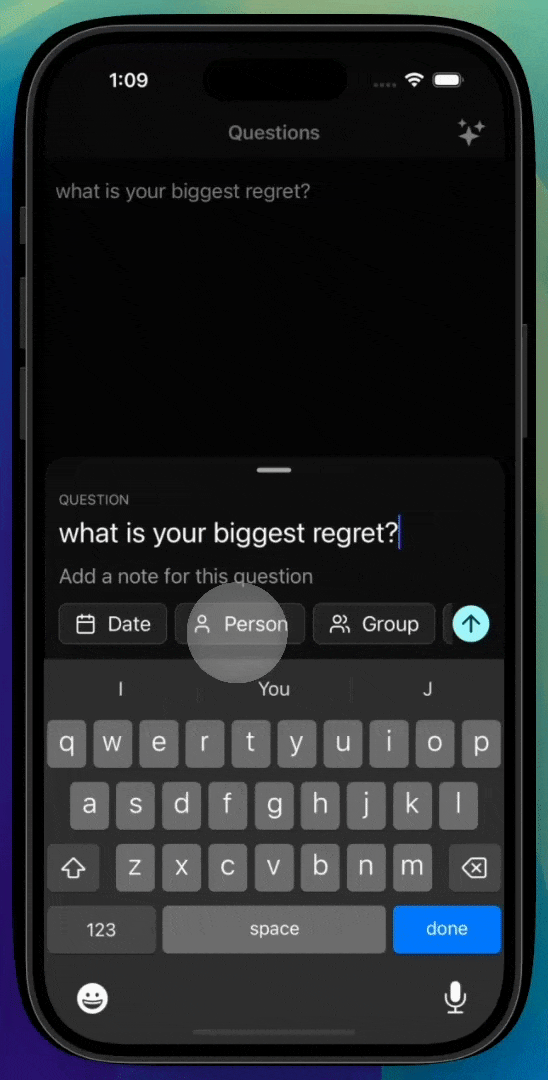 1:09
Questions
what is your biggest regret?
QUESTION
what is your biggest regret?
Add a note for this question
Date Person Group
I You J
q w e r t y u i o p
a s d f g h j k l
z x c v b n m
123 space done